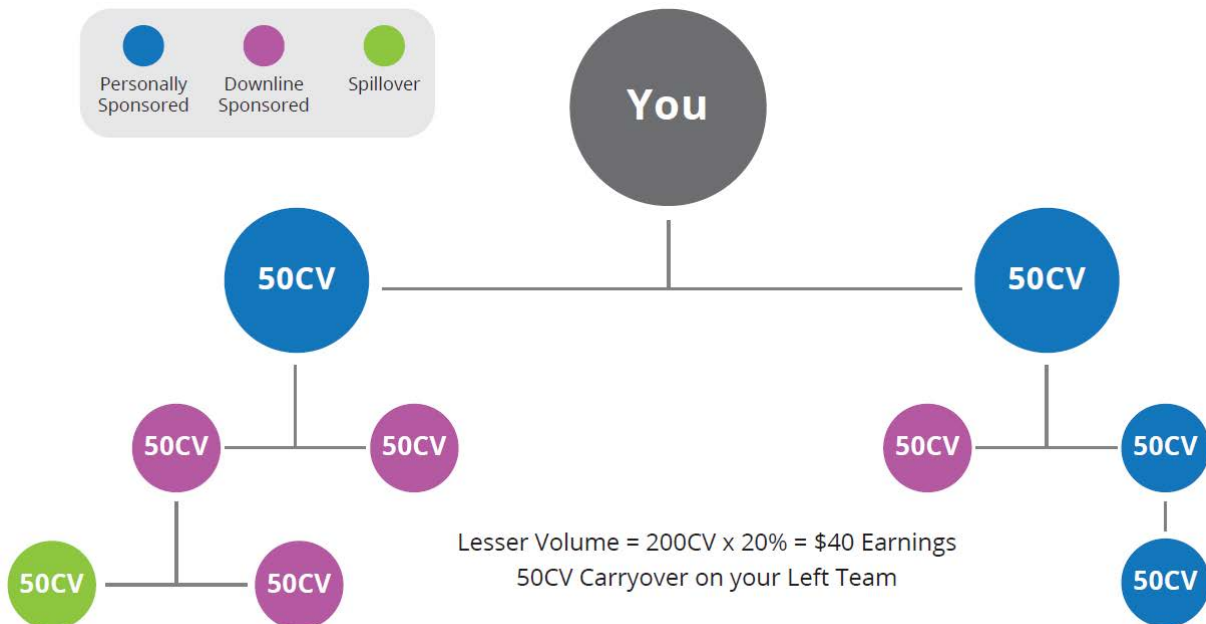 You
Personally Sponsored
Downline Sponsored
Spillover
50CV
50CV
50CV
50CV
50CV
50CV
50CV
50CV
50CV
Lesser Volume = 200CV x 20% = $40 Earnings
50CV Carryover on your Left Team